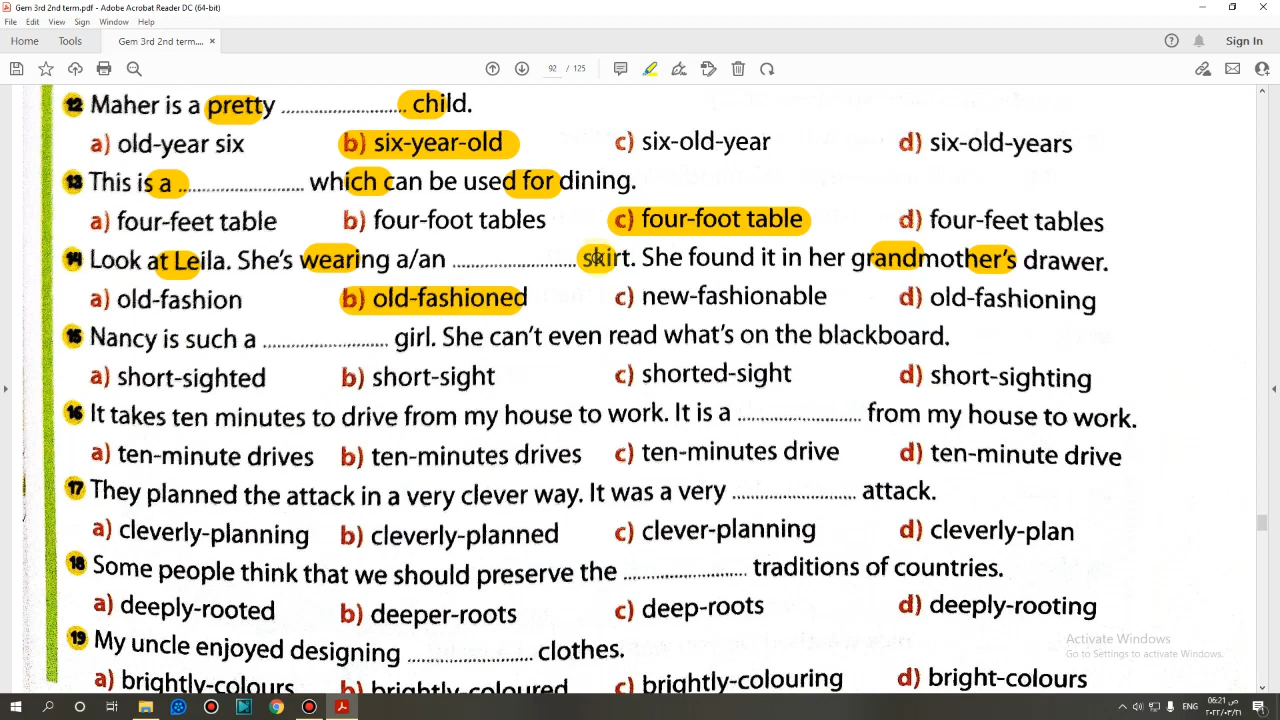 Gem 3rd 2nd term.pdf - Adobe Acrobat Reader DC (64-bit)
File Edit View Sign Window Help
Home Tools Gem 3rd 2nd term.... × Sign In
92 / 125
12 Maher is a pretty .............................. child.
a) old-year six b) six-year-old c) six-old-year d) six-old-years
13 This is a .............................. which can be used for dining.
a) four-feet table b) four-foot tables c) four-foot table d) four-feet tables
14 Look at Leila. She's wearing a/an .............................. skirt. She found it in her grandmother's drawer.
a) old-fashion b) old-fashioned c) new-fashionable d) old-fashioning
15 Nancy is such a .............................. girl. She can't even read what's on the blackboard.
a) short-sighted b) short-sight c) shorted-sight d) short-sighting
16 It takes ten minutes to drive from my house to work. It is a .............................. from my house to work.
a) ten-minute drives b) ten-minutes drives c) ten-minutes drive d) ten-minute drive
17 They planned the attack in a very clever way. It was a very .............................. attack.
a) cleverly-planning b) cleverly-planned c) clever-planning d) cleverly-plan
18 Some people think that we should preserve the .............................. traditions of countries.
a) deeply-rooted b) deeper-roots c) deep-roots d) deeply-rooting
19 My uncle enjoyed designing .............................. clothes.
a) brightly-colours b) brightly-coloured c) brightly-colouring d) bright-colours
Activate Windows
Go to Settings to activate Windows.
ENG
06:21 ص